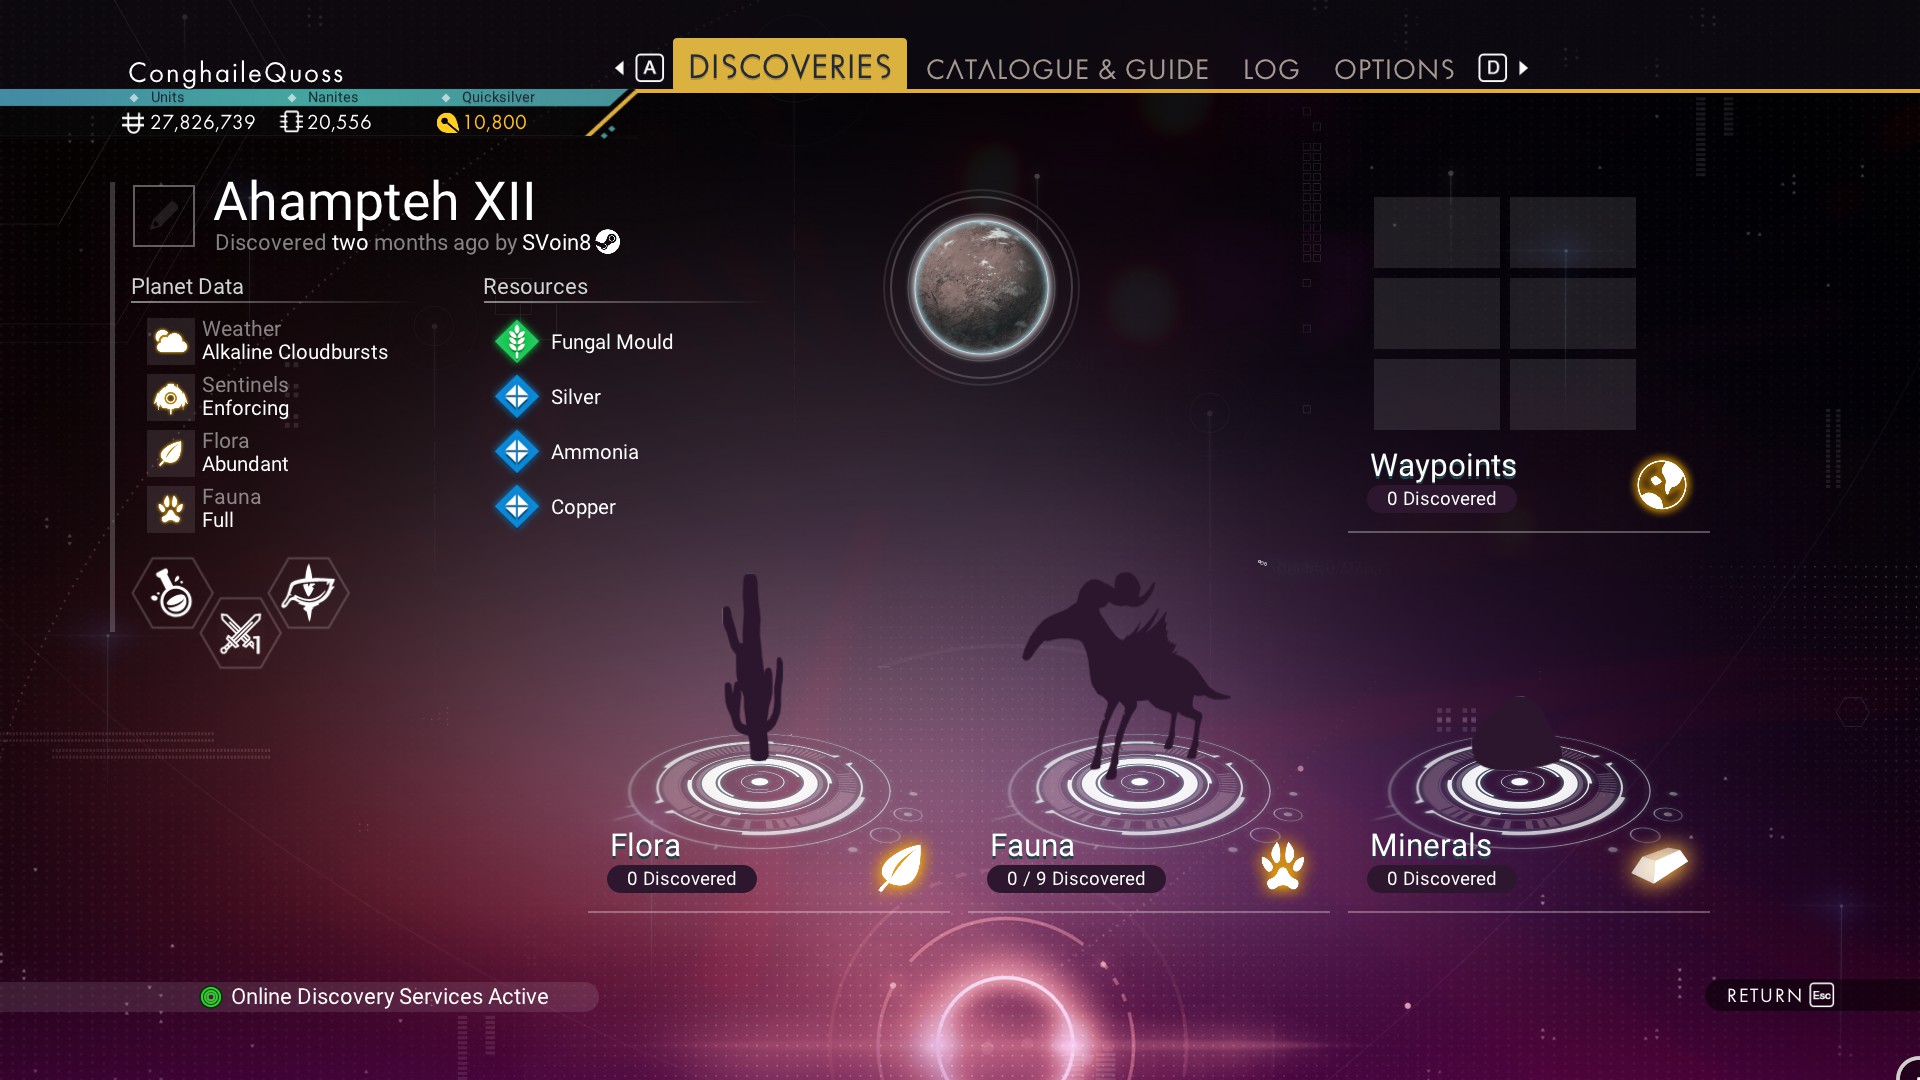 ConghaileQuoss
Units Nanites Quicksilver
27,826,739 20,556 10,800
A DISCOVERIES CATALOGUE & GUIDE LOG OPTIONS D
Ahampteh XII
Discovered two months ago by SVoin8
Planet Data
Weather
Alkaline Cloudbursts
Sentinels
Enforcing
Flora
Abundant
Fauna
Full
Resources
Fungal Mould
Silver
Ammonia
Copper
Waypoints
0 Discovered
Flora
0 Discovered
Fauna
0 / 9 Discovered
Minerals
0 Discovered
Online Discovery Services Active
RETURN Esc